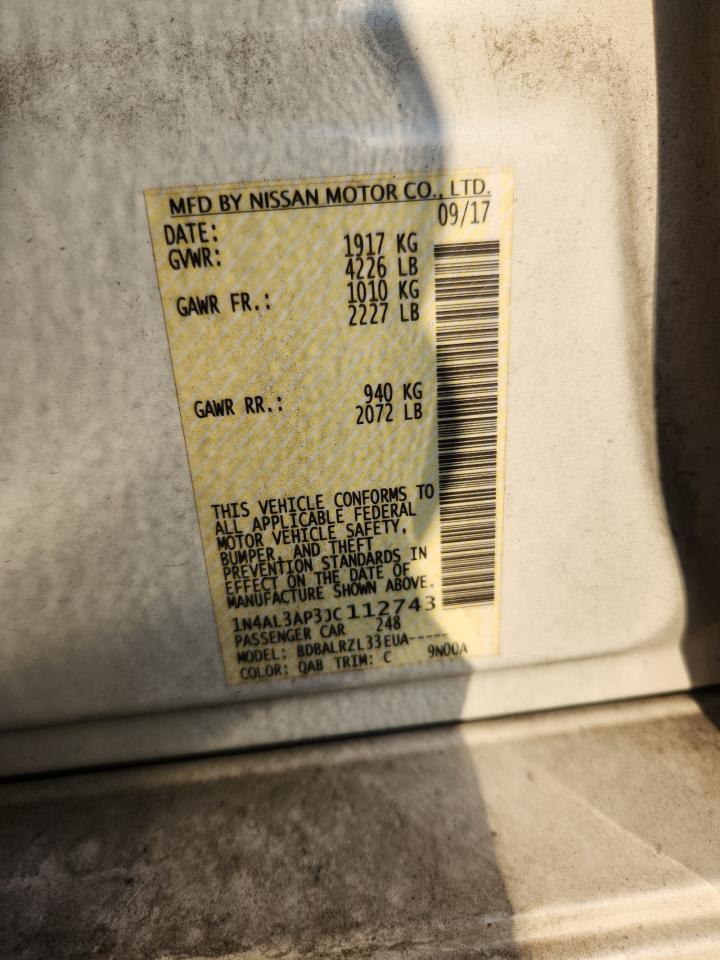 MFD BY NISSAN MOTOR CO., LTD.
DATE: 09/17
GVWR: 1917 KG
4226 LB
GAWR FR.: 1010 KG
2227 LB
GAWR RR.: 940 KG
2072 LB
THIS VEHICLE CONFORMS TO
ALL APPLICABLE FEDERAL
MOTOR VEHICLE SAFETY,
BUMPER, AND THEFT
PREVENTION STANDARDS IN
EFFECT ON THE DATE OF
MANUFACTURE SHOWN ABOVE.
1N4AL3AP3JC112743
PASSENGER CAR 248
MODEL: BDBALRZL33EUA-----
COLOR: QAB TRIM: C 9N00A